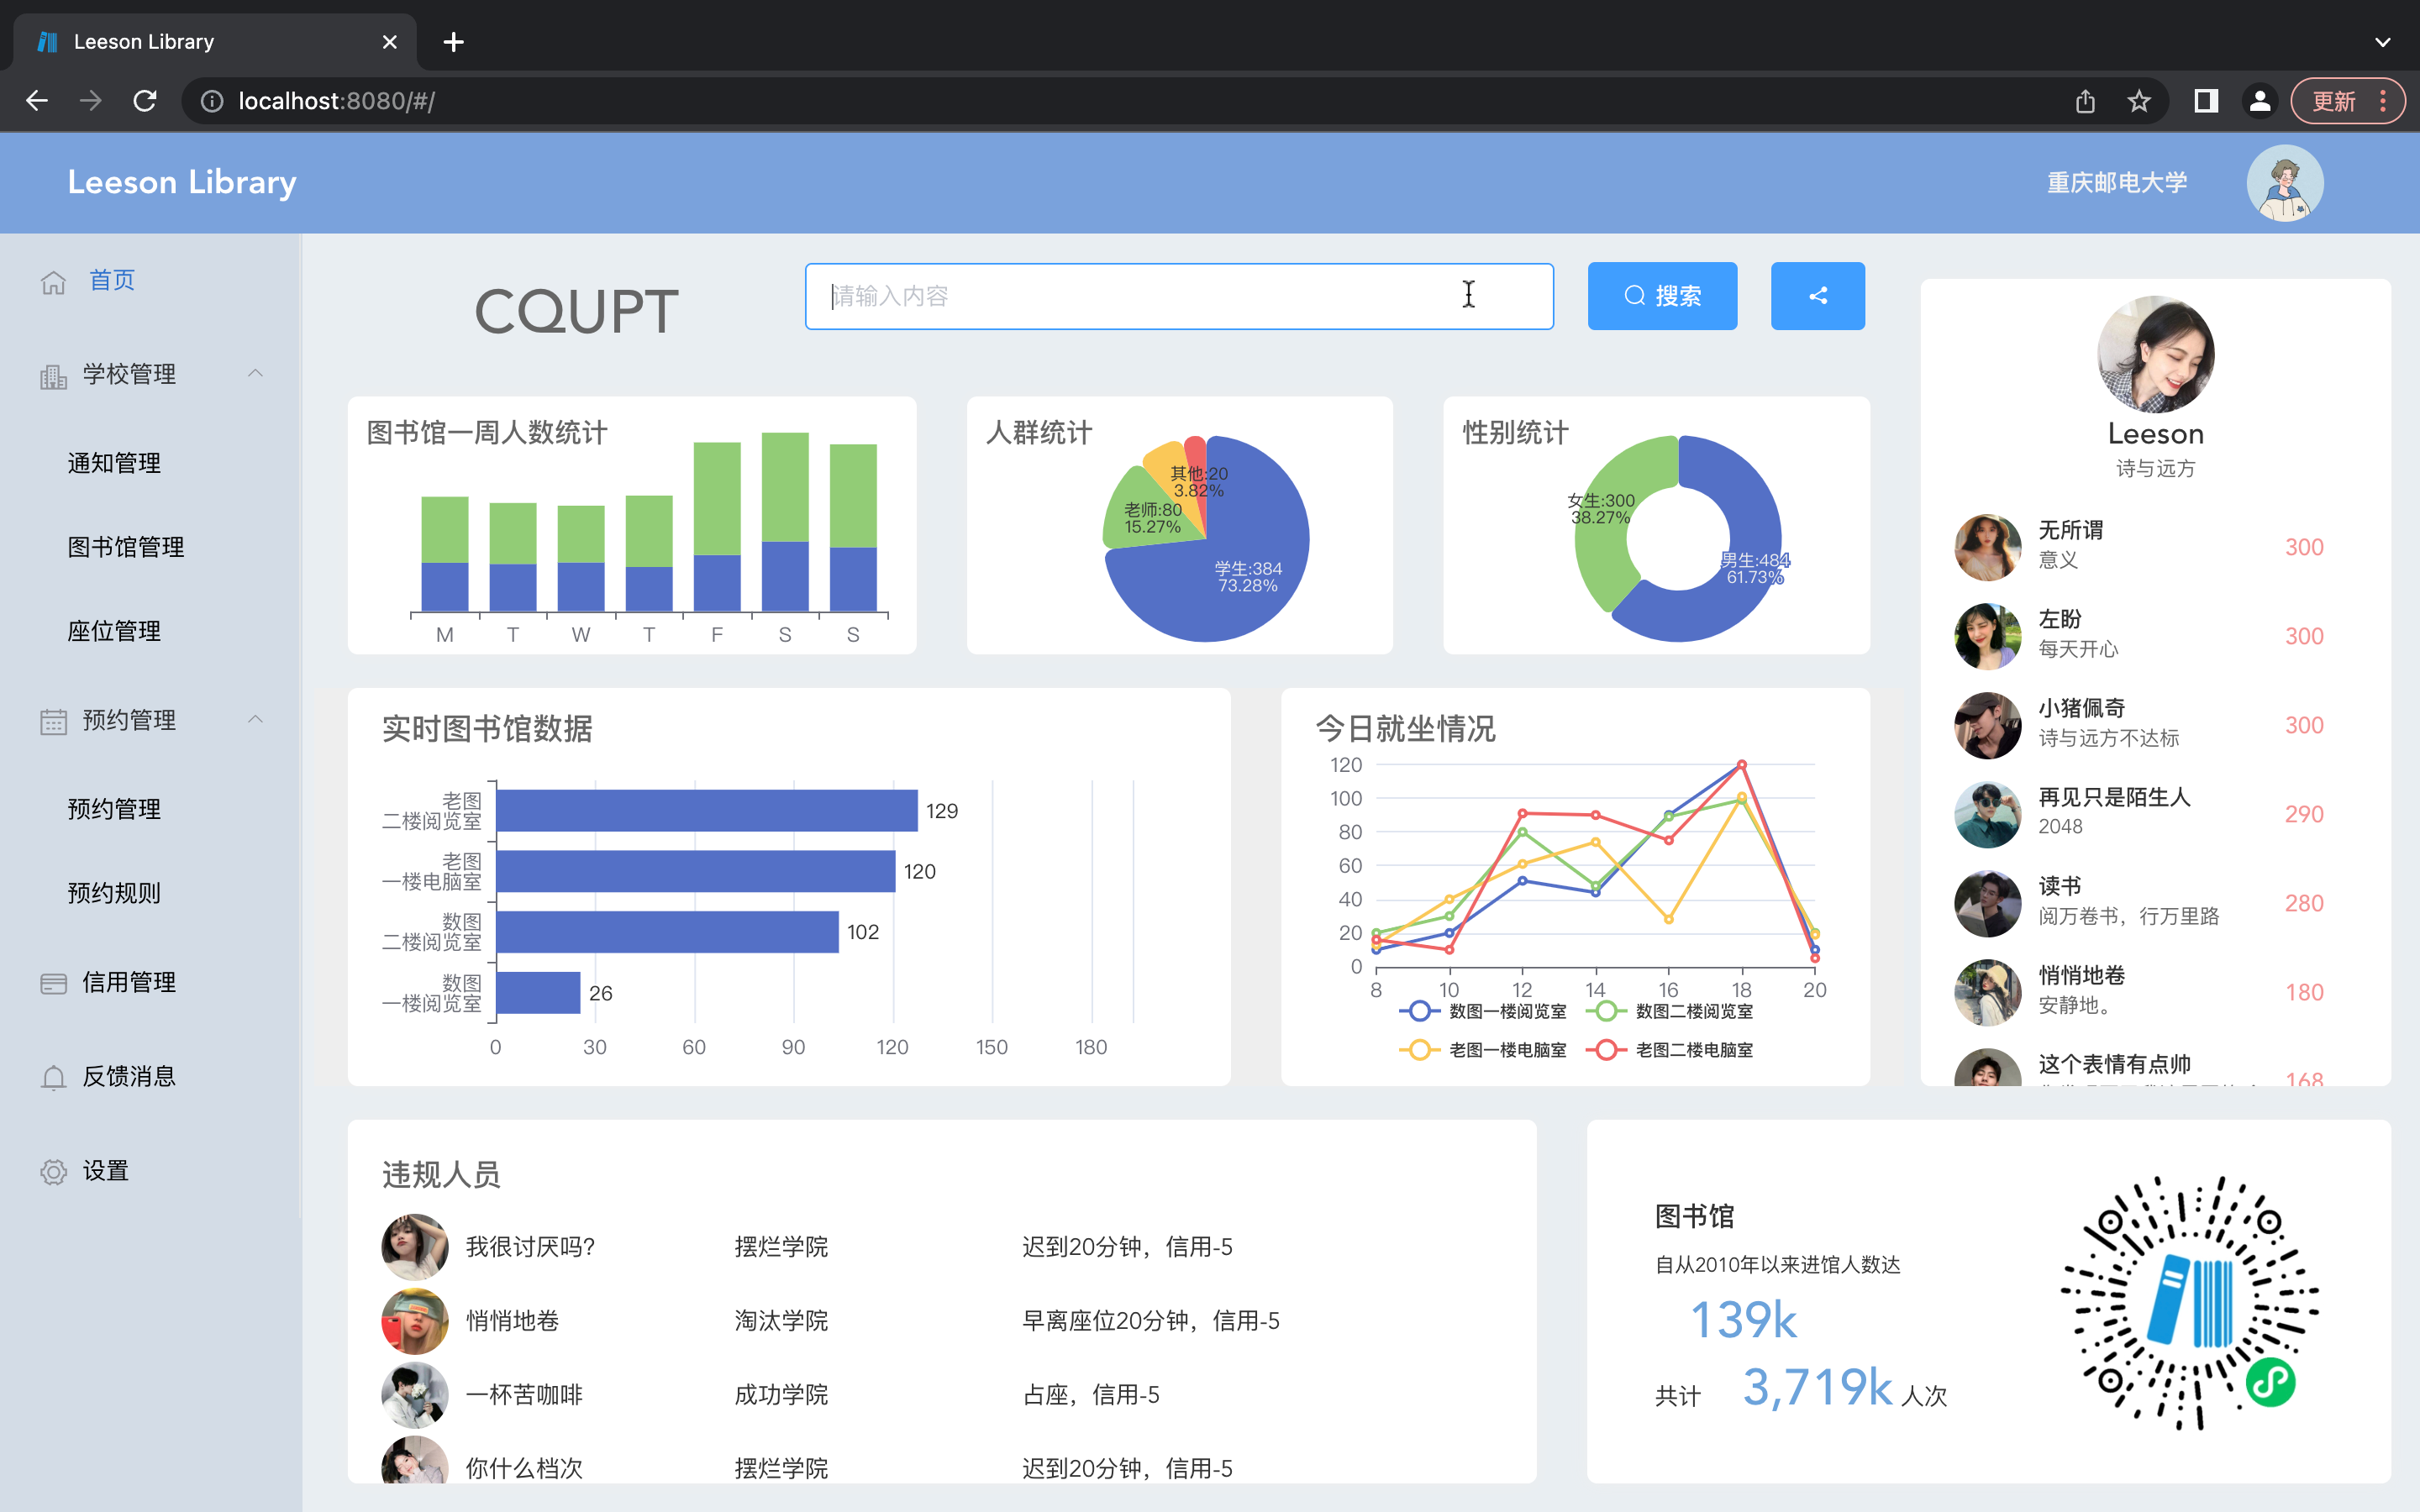 Leeson Library
localhost:8080/#/
更新
Leeson Library
重庆邮电大学
首页
学校管理
通知管理
图书馆管理
座位管理
预约管理
预约管理
预约规则
信用管理
反馈消息
设置
CQUPT
请输入内容
搜索
图书馆一周人数统计
M T W T F S S
人群统计
其他:20
3.82%
老师:80
15.27%
学生:384
73.28%
性别统计
女生:300
38.27%
男生:484
61.73%
实时图书馆数据
老图
二楼阅览室
129
老图
一楼电脑室
120
数图
二楼阅览室
102
数图
一楼阅览室
26
0 30 60 90 120 150 180
今日就坐情况
120
100
80
60
40
20
0
8 10 12 14 16 18 20
数图一楼阅览室 数图二楼阅览室
老图一楼电脑室 老图二楼电脑室
Leeson
诗与远方
无所谓
意义
300
左盼
每天开心
300
小猪佩奇
诗与远方不达标
300
再见只是陌生人
2048
290
读书
阅万卷书，行万里路
280
悄悄地卷
安静地。
180
这个表情有点帅
168
违规人员
我很讨厌吗? 摆烂学院 迟到20分钟，信用-5
悄悄地卷 淘汰学院 早离座位20分钟，信用-5
一杯苦咖啡 成功学院 占座，信用-5
你什么档次 摆烂学院 迟到20分钟，信用-5
图书馆
自从2010年以来进馆人数达
139k
共计 3,719k 人次